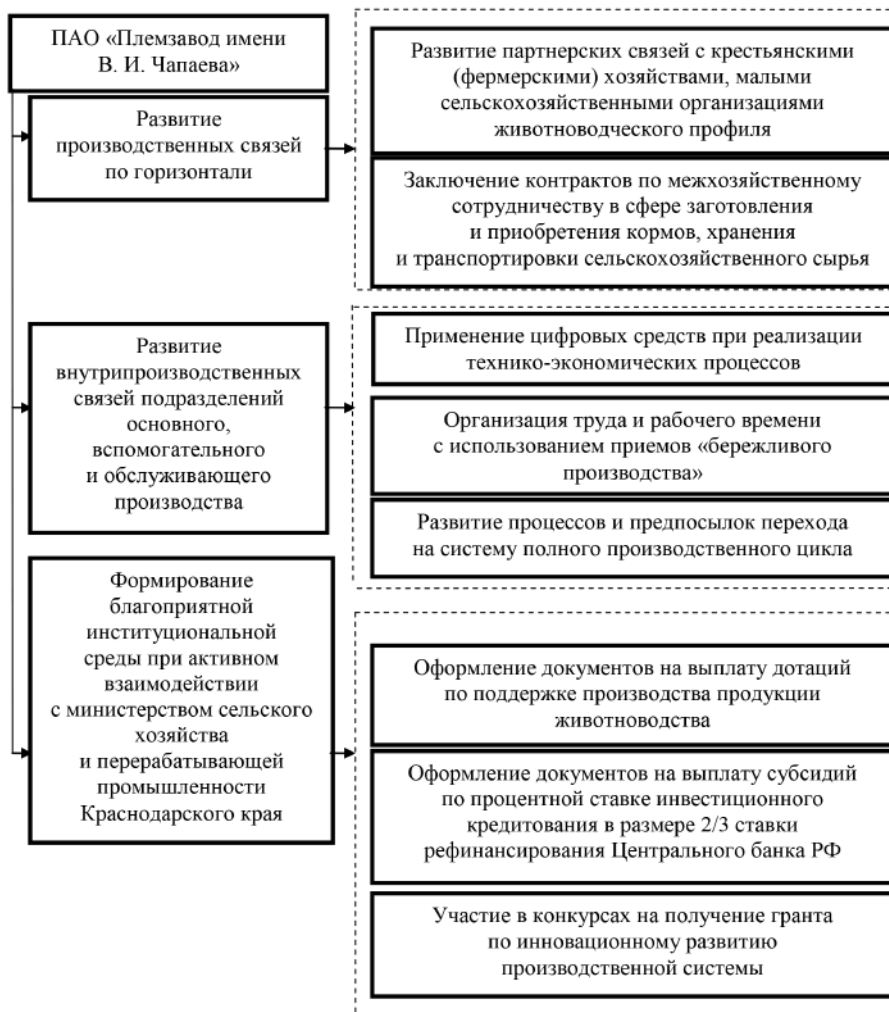 ПАО «Племзавод имени
В. И. Чапаева»
Развитие
производственных связей
по горизонтали
Развитие партнерских связей с крестьянскими
(фермерскими) хозяйствами, малыми
сельскохозяйственными организациями
животноводческого профиля
Заключение контрактов по межхозяйственному
сотрудничеству в сфере заготовления
и приобретения кормов, хранения
и транспортировки сельскохозяйственного сырья
Развитие
внутрипроизводственных
связей подразделений
основного,
вспомогательного
и обслуживающего
производства
Применение цифровых средств при реализации
технико-экономических процессов
Организация труда и рабочего времени
с использованием приемов «бережливого
производства»
Развитие процессов и предпосылок перехода
на систему полного производственного цикла
Формирование
благоприятной
институциональной
среды при активном
взаимодействии
с министерством сельского
хозяйства
и перерабатывающей
промышленности
Краснодарского края
Оформление документов на выплату дотаций
по поддержке производства продукции
животноводства
Оформление документов на выплату субсидий
по процентной ставке инвестиционного
кредитования в размере 2/3 ставки
рефинансирования Центрального банка РФ
Участие в конкурсах на получение гранта
по инновационному развитию
производственной системы